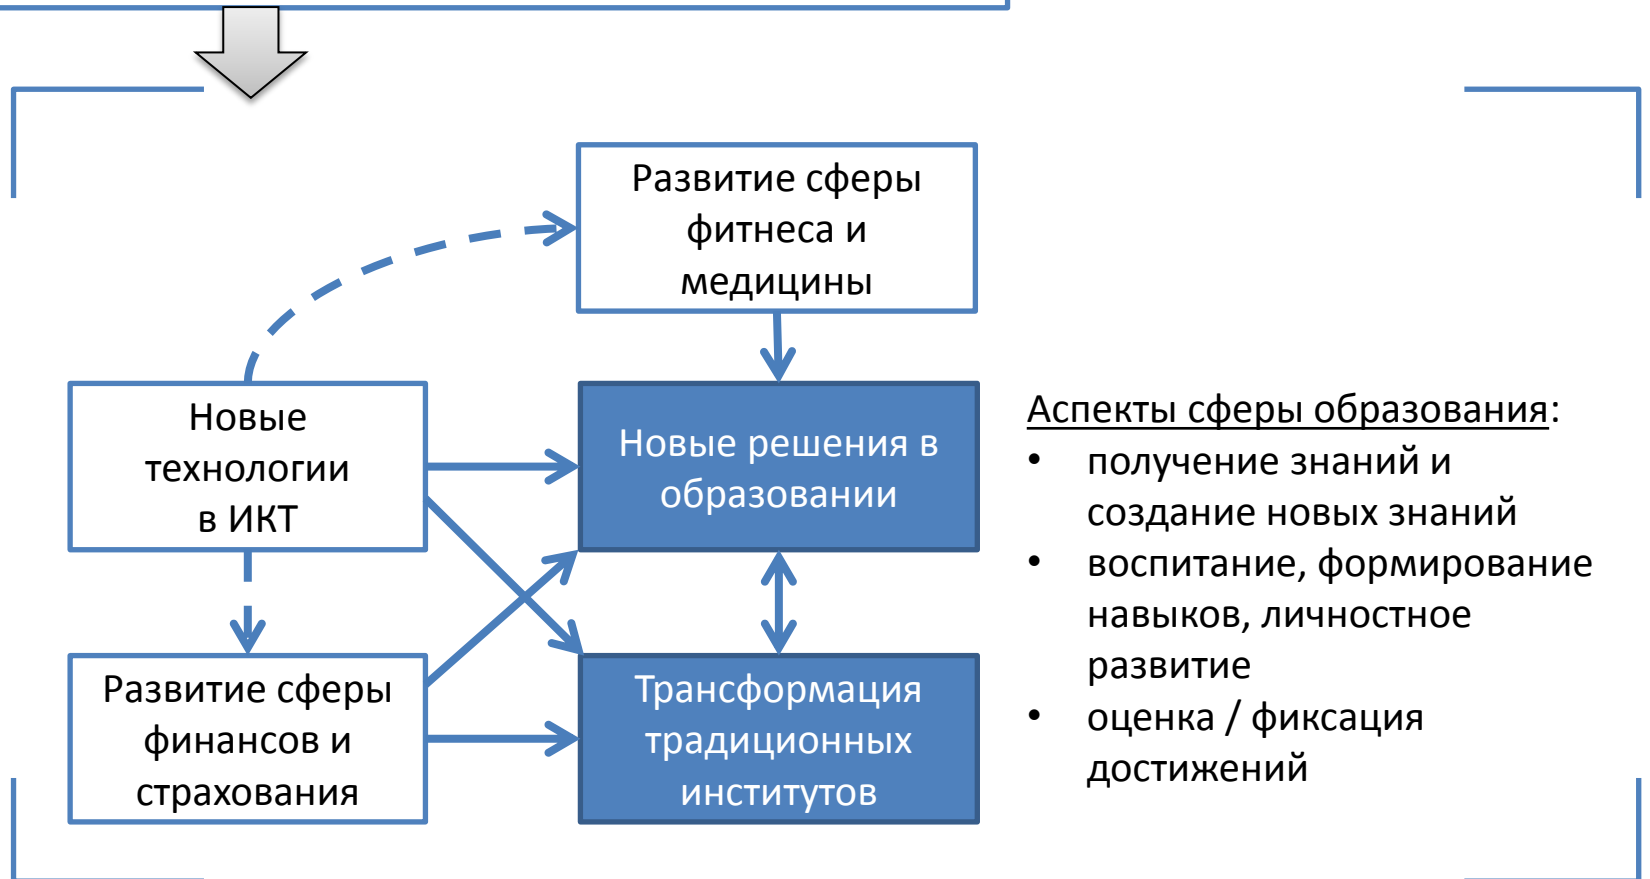 Развитие сферы
фитнеса и
медицины
Новые
технологии
в ИКТ
Новые решения в
образовании
Развитие сферы
финансов и
страхования
Трансформация
традиционных
институтов
Аспекты сферы образования:
• получение знаний и
создание новых знаний
• воспитание, формирование
навыков, личностное
развитие
• оценка / фиксация
достижений